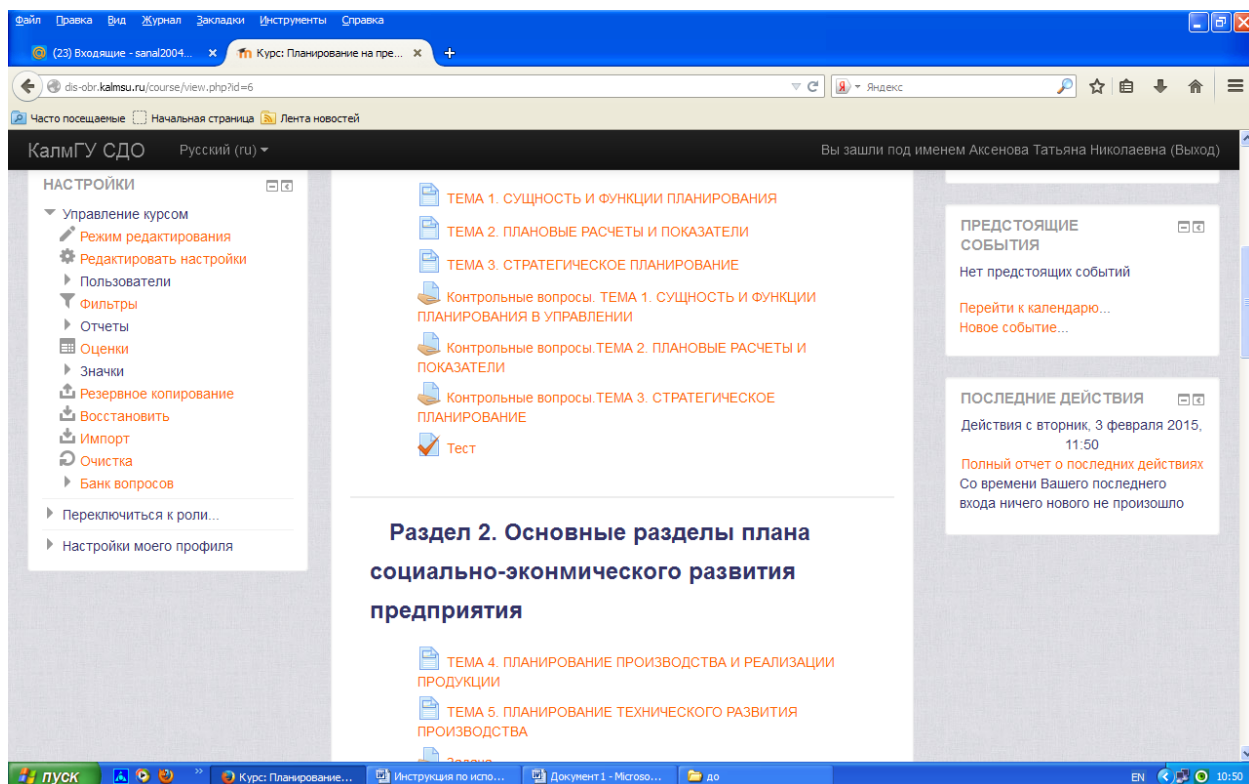 Файл Правка Вид Журнал Закладки Инструменты Справка
(23) Входящие - sanal2004... Курс: Планирование на пре...
dis-obr.kalmsu.ru/course/view.php?id=6 Яндекс
Часто посещаемые Начальная страница Лента новостей
КалмГУ СДО Русский (ru) Вы зашли под именем Аксенова Татьяна Николаевна (Выход)
НАСТРОЙКИ
Управление курсом
Режим редактирования
Редактировать настройки
Пользователи
Фильтры
Отчеты
Оценки
Значки
Резервное копирование
Восстановить
Импорт
Очистка
Банк вопросов
Переключиться к роли...
Настройки моего профиля
ТЕМА 1. СУЩНОСТЬ И ФУНКЦИИ ПЛАНИРОВАНИЯ
ТЕМА 2. ПЛАНОВЫЕ РАСЧЕТЫ И ПОКАЗАТЕЛИ
ТЕМА 3. СТРАТЕГИЧЕСКОЕ ПЛАНИРОВАНИЕ
Контрольные вопросы. ТЕМА 1. СУЩНОСТЬ И ФУНКЦИИ
ПЛАНИРОВАНИЯ В УПРАВЛЕНИИ
Контрольные вопросы.ТЕМА 2. ПЛАНОВЫЕ РАСЧЕТЫ И
ПОКАЗАТЕЛИ
Контрольные вопросы.ТЕМА 3. СТРАТЕГИЧЕСКОЕ
ПЛАНИРОВАНИЕ
Тест
Раздел 2. Основные разделы плана
социально-эконмического развития
предприятия
ТЕМА 4. ПЛАНИРОВАНИЕ ПРОИЗВОДСТВА И РЕАЛИЗАЦИИ
ПРОДУКЦИИ
ТЕМА 5. ПЛАНИРОВАНИЕ ТЕХНИЧЕСКОГО РАЗВИТИЯ
ПРОИЗВОДСТВА
Задача
ПРЕДСТОЯЩИЕ
СОБЫТИЯ
Нет предстоящих событий
Перейти к календарю...
Новое событие...
ПОСЛЕДНИЕ ДЕЙСТВИЯ
Действия с вторник, 3 февраля 2015,
11:50
Полный отчет о последних действиях
Со времени Вашего последнего
входа ничего нового не произошло
пуск Курс: Планирование... Инструкция по испо... Документ1 - Microso... до EN 10:50